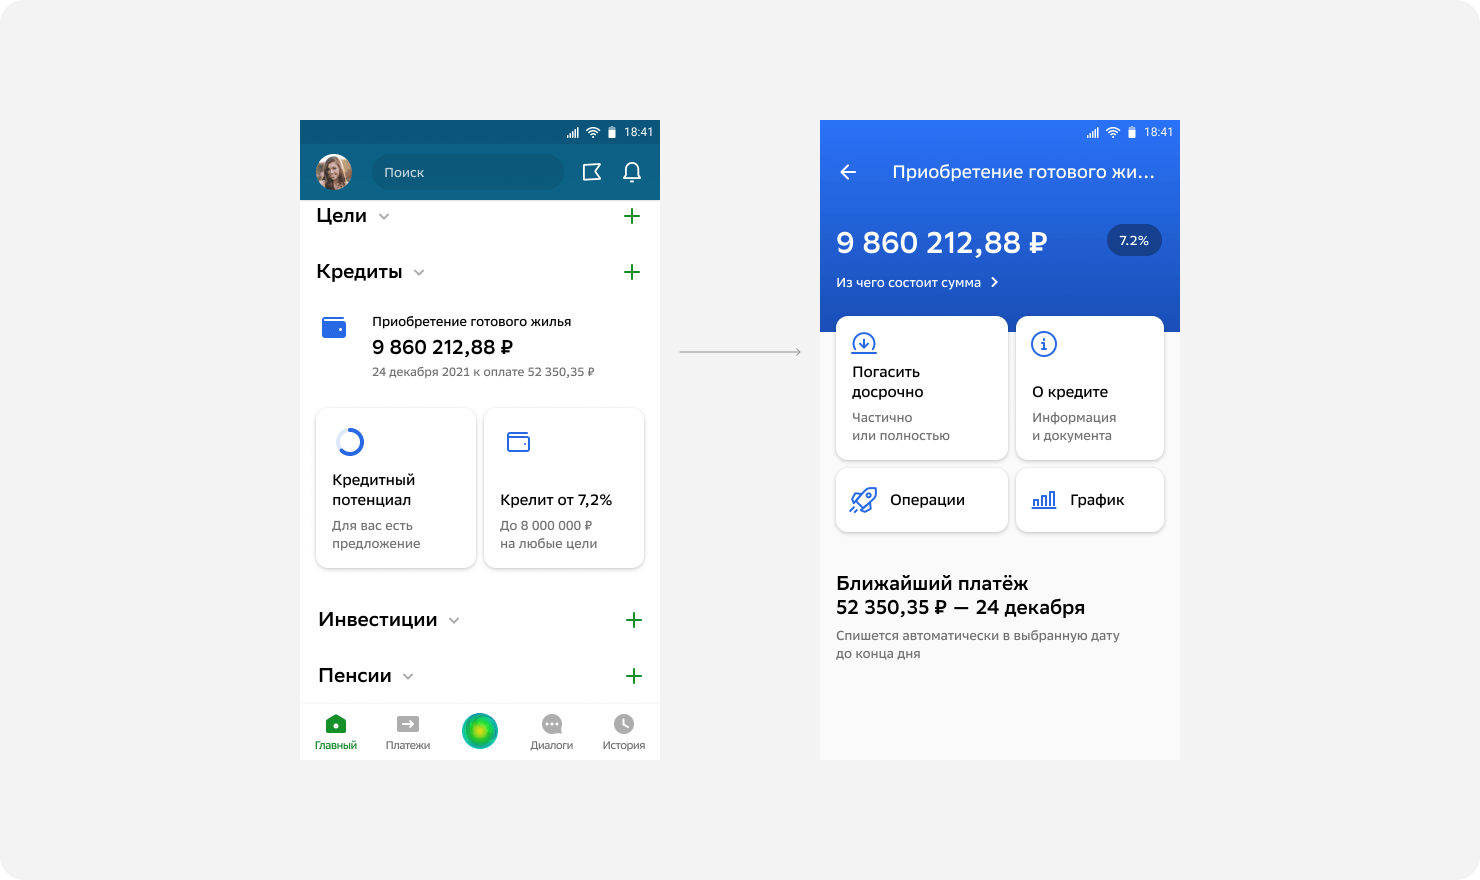 18:41
Поиск
Цели
Кредиты
Приобретение готового жилья
9 860 212,88 ₽
24 декабря 2021 к оплате 52 350,35 ₽
Кредитный
потенциал
Для вас есть
предложение
Крелит от 7,2%
До 8 000 000 ₽
на любые цели
Инвестиции
Пенсии
Главный
Платежи
Диалоги
История
18:41
Приобретение готового жи...
9 860 212,88 ₽
7.2%
Из чего состоит сумма
Погасить
досрочно
Частично
или полностью
О кредите
Информация
и документа
Операции
График
Ближайший платёж
52 350,35 ₽ — 24 декабря
Спишется автоматически в выбранную дату
до конца дня